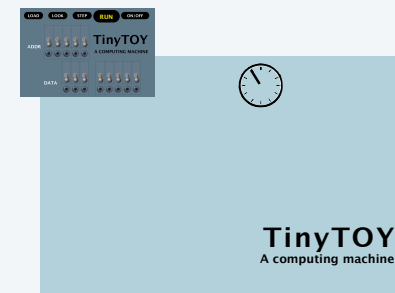 LOAD LOOK STEP RUN ON/OFF
ADDR
TinyTOY
A COMPUTING MACHINE
DATA
TinyTOY
A computing machine